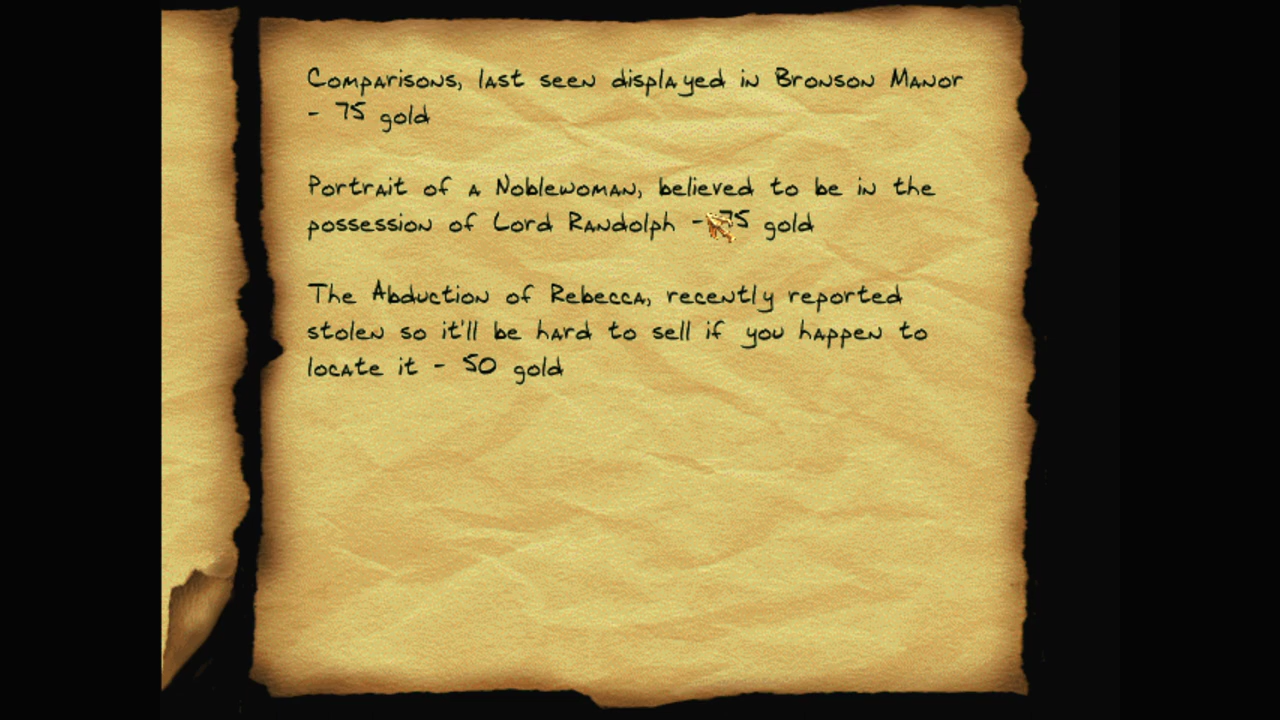 Comparisons, last seen displayed in Bronson Manor
- 75 gold
Portrait of a Noblewoman, believed to be in the
possession of Lord Randolph - 75 gold
The Abduction of Rebecca, recently reported
stolen so it'll be hard to sell if you happen to
locate it - 50 gold